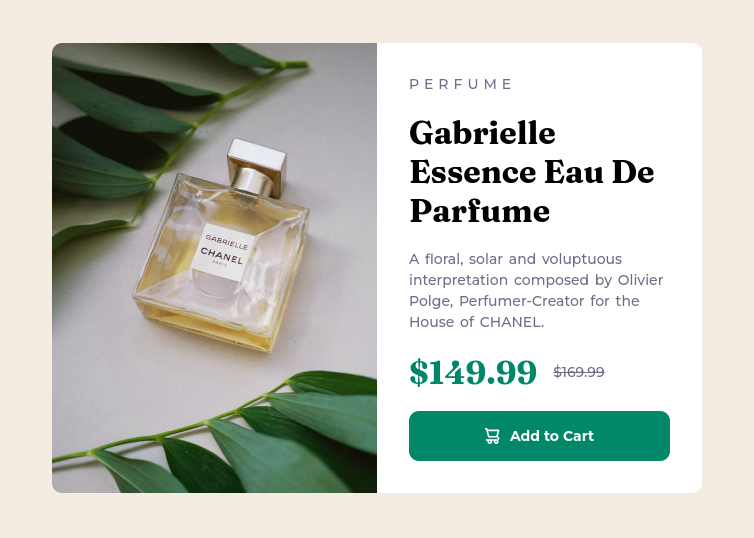 GABRIELLE
CHANEL
PARIS
PERFUME
Gabrielle
Essence Eau De
Parfume
A floral, solar and voluptuous
interpretation composed by Olivier
Polge, Perfumer-Creator for the
House of CHANEL.
$149.99 $169.99
Add to Cart